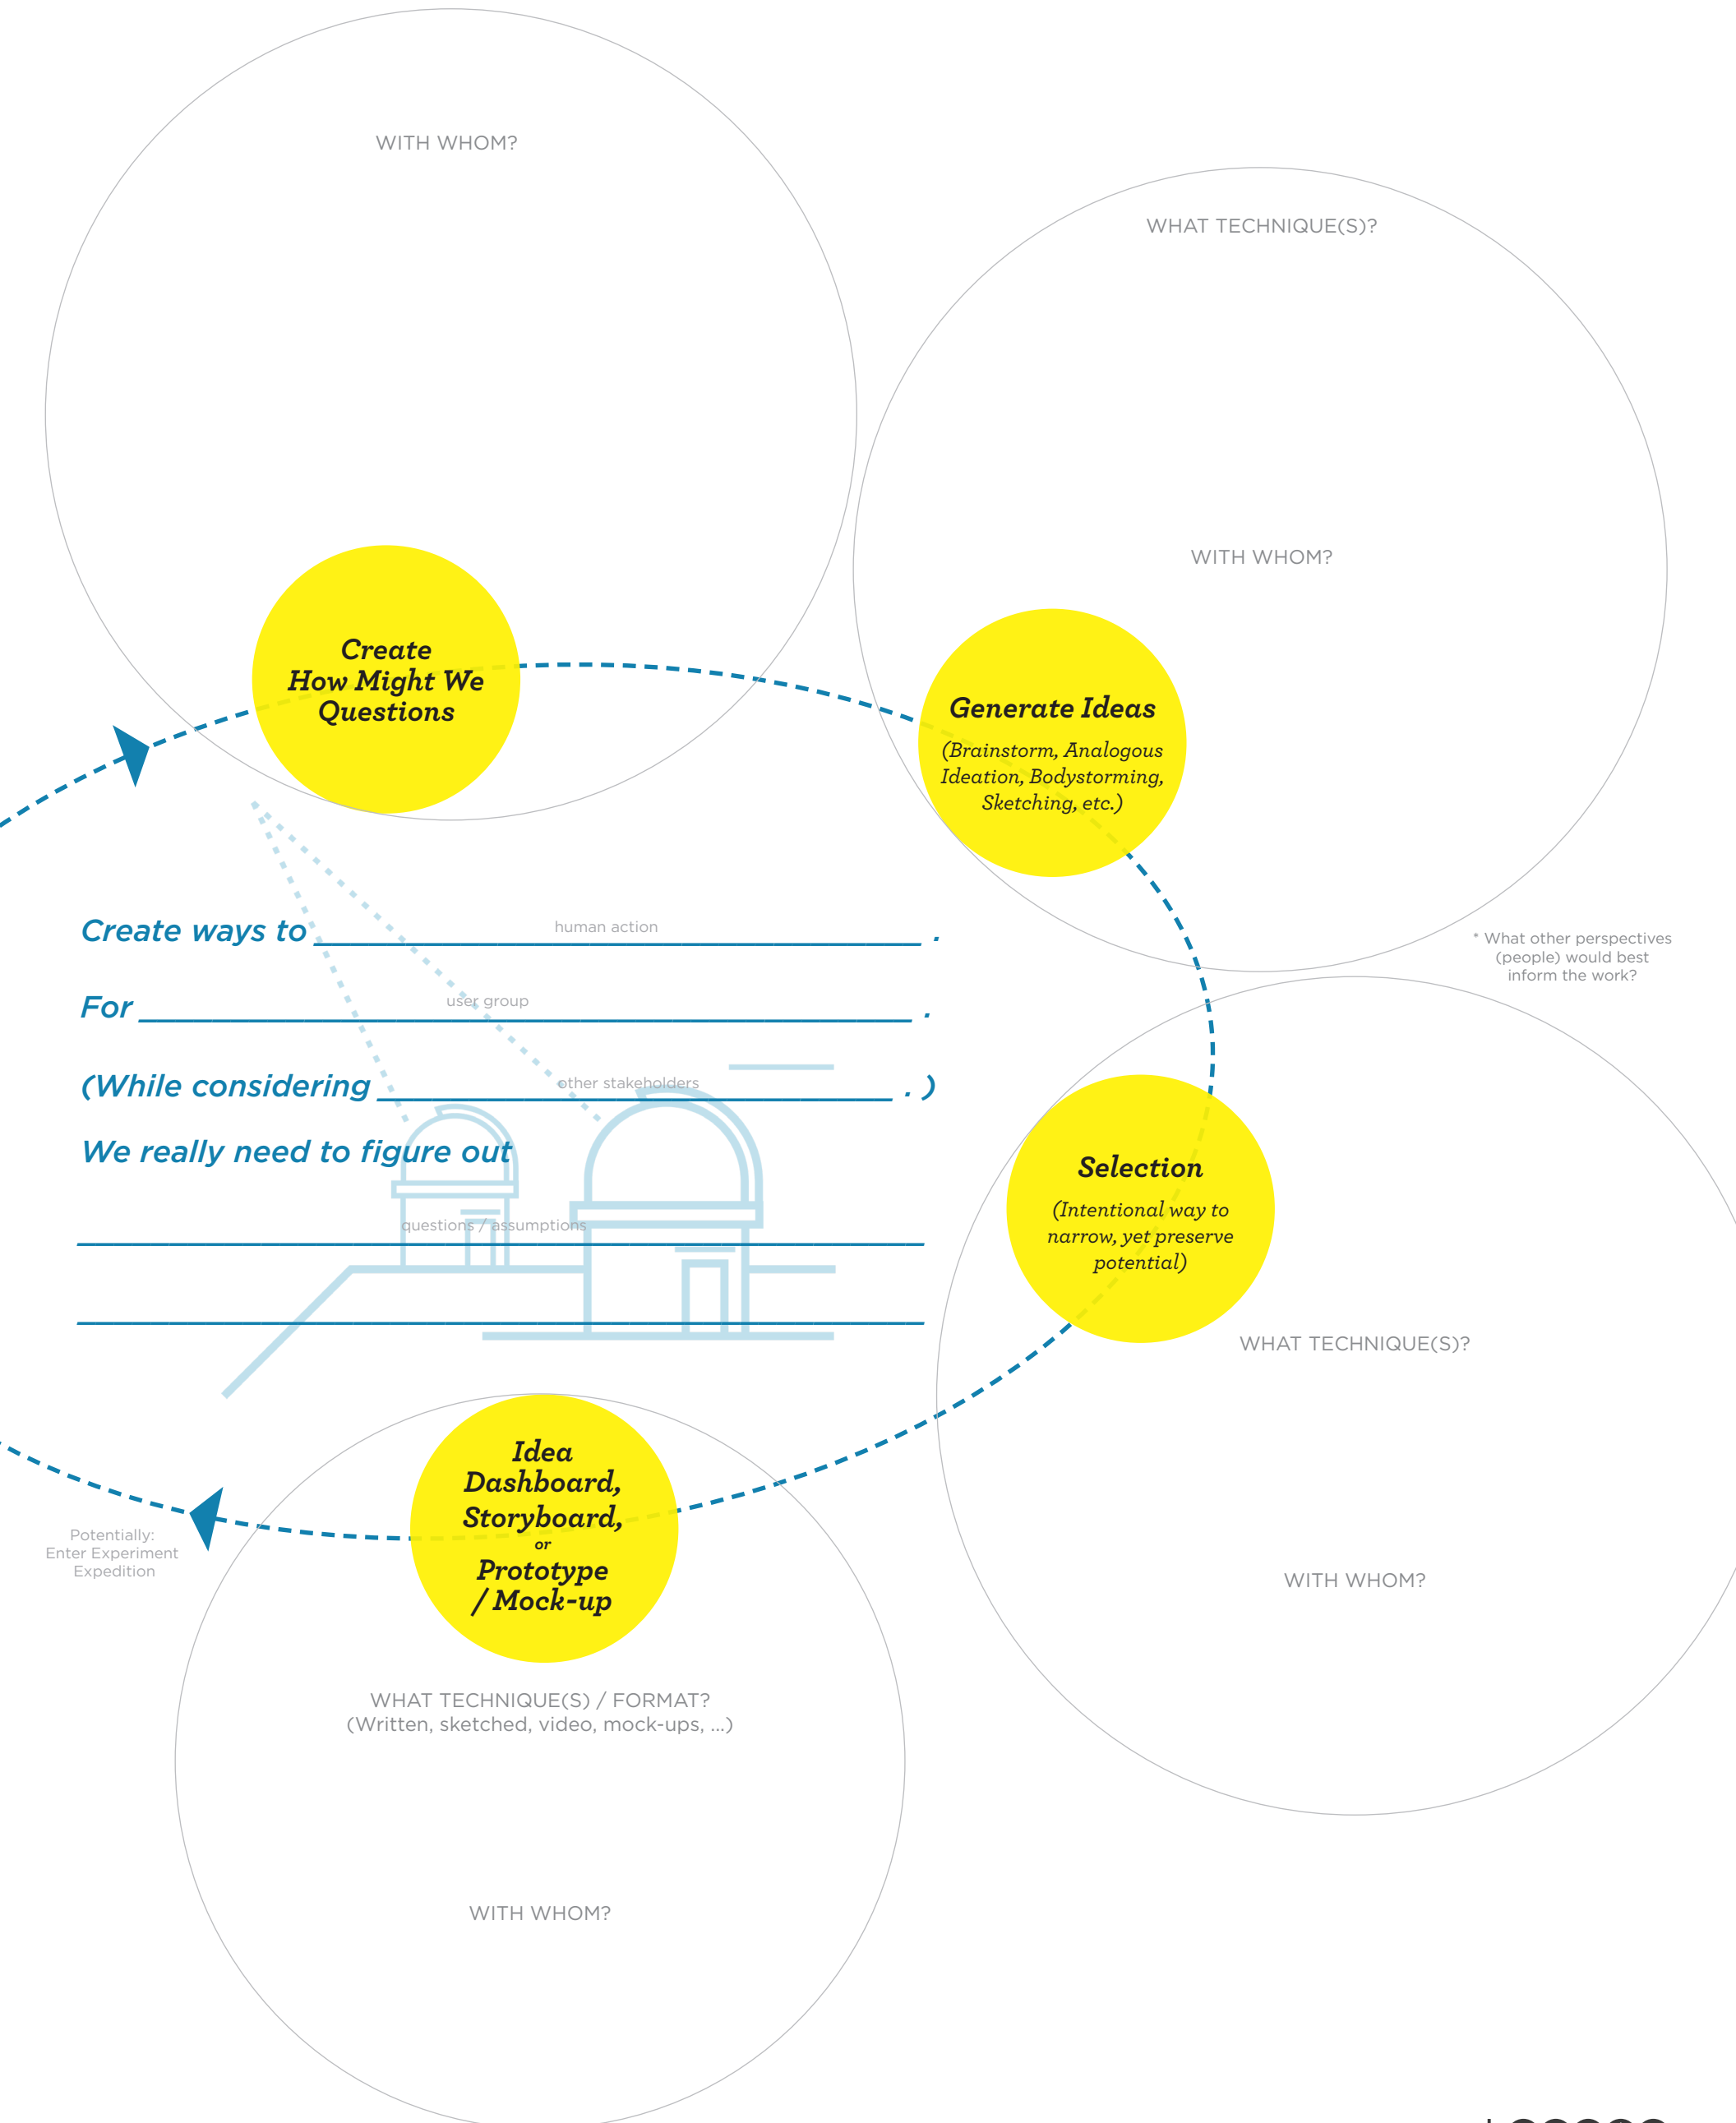 WITH WHOM?
Create
How Might We
Questions
WHAT TECHNIQUE(S)?
WITH WHOM?
Generate Ideas
(Brainstorm, Analogous
Ideation, Bodystorming,
Sketching, etc.)
* What other perspectives
(people) would best
inform the work?
Create ways to human action .
For user group .
(While considering other stakeholders . )
We really need to figure out
questions / assumptions
Selection
(Intentional way to
narrow, yet preserve
potential)
WHAT TECHNIQUE(S)?
WITH WHOM?
Idea
Dashboard,
Storyboard,
or
Prototype
/ Mock-up
Potentially:
Enter Experiment
Expedition
WHAT TECHNIQUE(S) / FORMAT?
(Written, sketched, video, mock-ups, ...)
WITH WHOM?